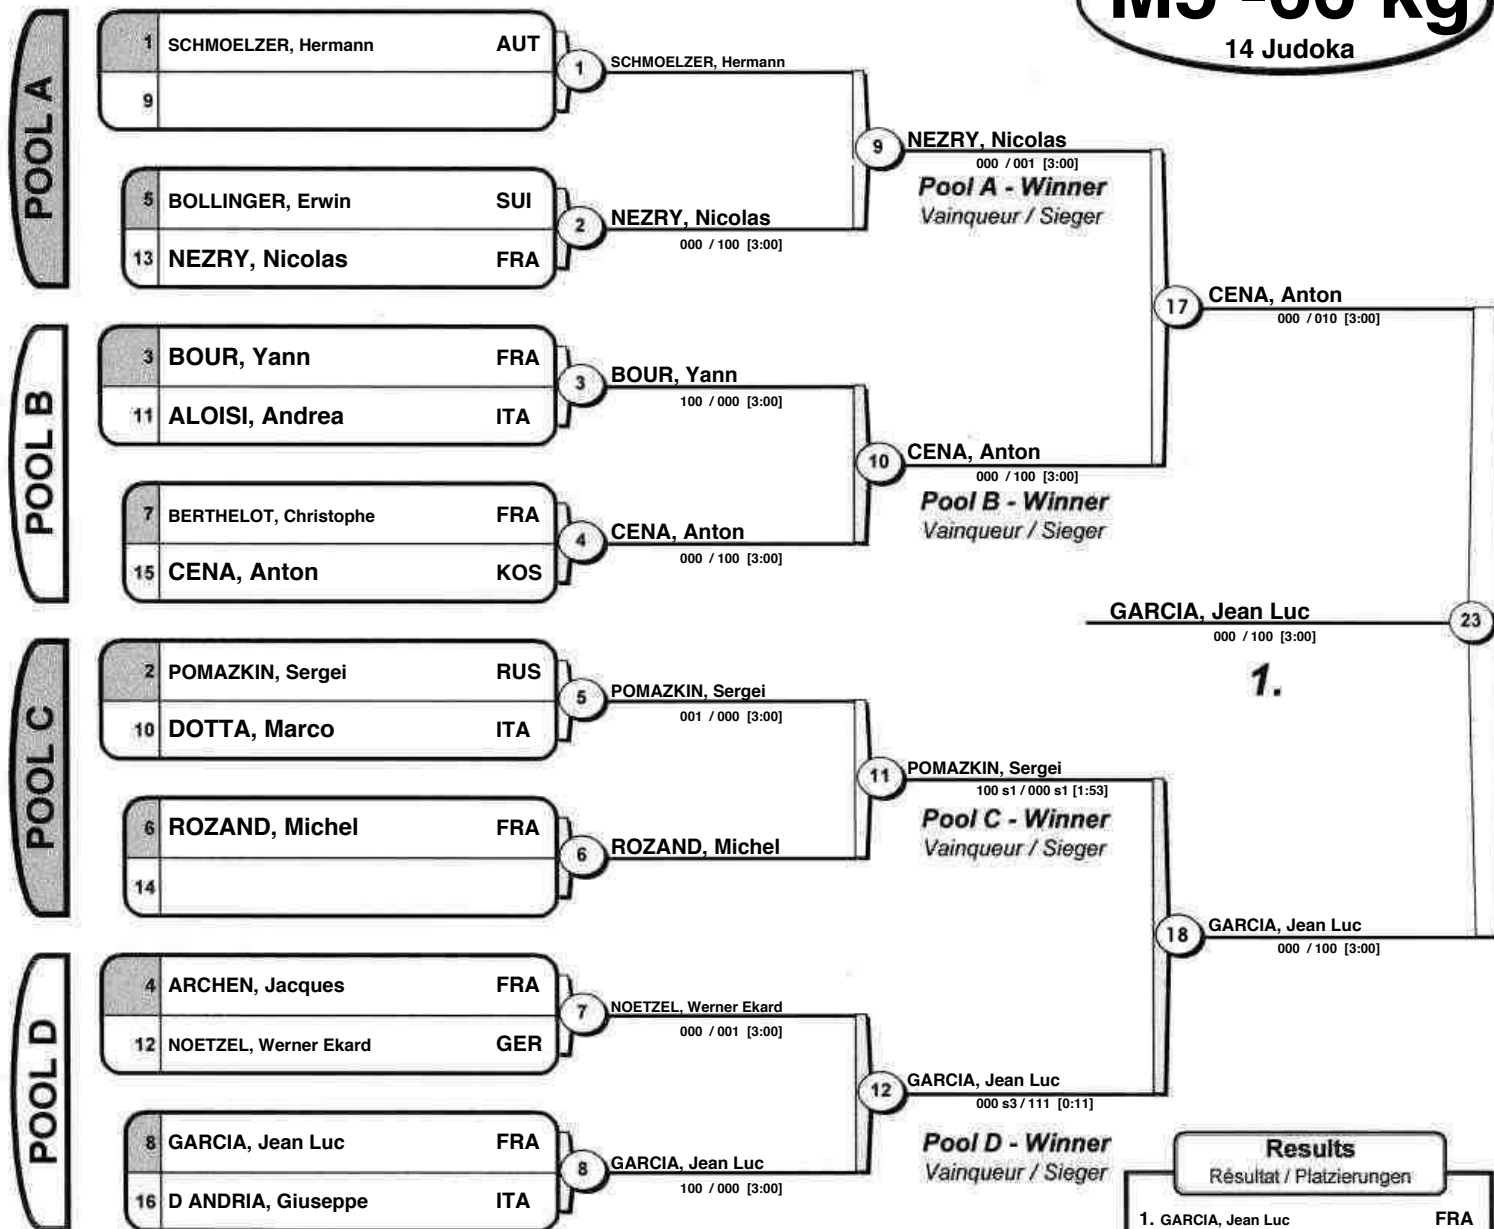 M5 -66 kg
14 Judoka
POOL A
1 SCHMOELZER, Hermann AUT
9
1 SCHMOELZER, Hermann
5 BOLLINGER, Erwin SUI
13 NEZRY, Nicolas FRA
2 NEZRY, Nicolas
000 / 100 [3:00]
9 NEZRY, Nicolas
000 / 001 [3:00]
Pool A - Winner
Vainqueur / Sieger
POOL B
3 BOUR, Yann FRA
11 ALOISI, Andrea ITA
3 BOUR, Yann
100 / 000 [3:00]
7 BERTHELOT, Christophe FRA
15 CENA, Anton KOS
4 CENA, Anton
000 / 100 [3:00]
10 CENA, Anton
000 / 100 [3:00]
Pool B - Winner
Vainqueur / Sieger
17 CENA, Anton
000 / 010 [3:00]
GARCIA, Jean Luc 23
000 / 100 [3:00]
1.
POOL C
2 POMAZKIN, Sergei RUS
10 DOTTA, Marco ITA
5 POMAZKIN, Sergei
001 / 000 [3:00]
6 ROZAND, Michel FRA
14
6 ROZAND, Michel
11 POMAZKIN, Sergei
100 s1 / 000 s1 [1:53]
Pool C - Winner
Vainqueur / Sieger
18 GARCIA, Jean Luc
000 / 100 [3:00]
POOL D
4 ARCHEN, Jacques FRA
12 NOETZEL, Werner Ekard GER
7 NOETZEL, Werner Ekard
000 / 001 [3:00]
8 GARCIA, Jean Luc FRA
16 D ANDRIA, Giuseppe ITA
8 GARCIA, Jean Luc
100 / 000 [3:00]
12 GARCIA, Jean Luc
000 s3 / 111 [0:11]
Pool D - Winner
Vainqueur / Sieger
Results
Résultat / Platzierungen
1. GARCIA, Jean Luc FRA